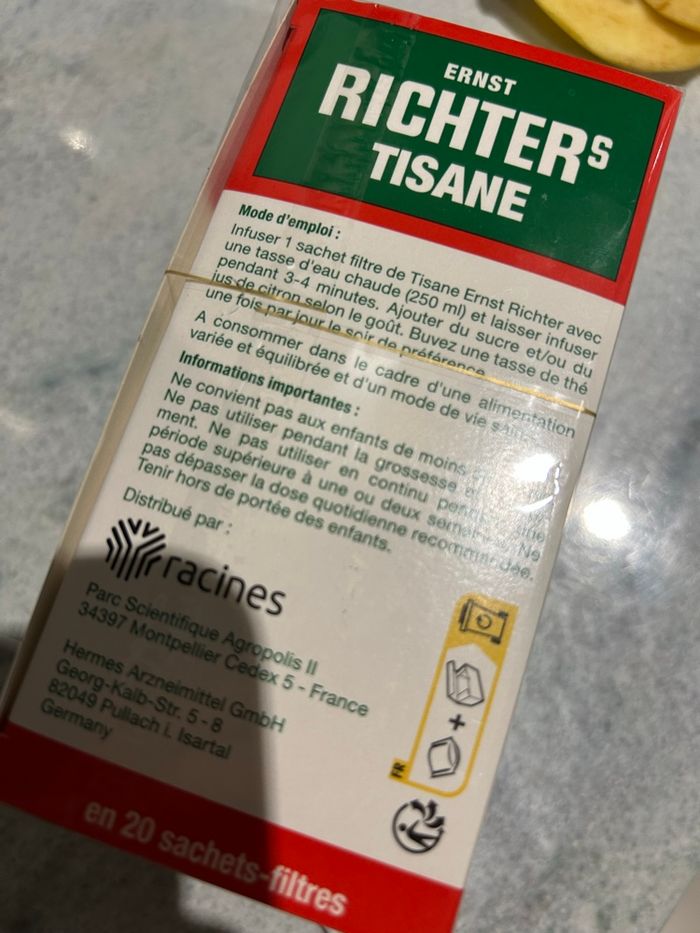 ERNST
RICHTERS
TISANE
Mode d'emploi :
Infuser 1 sachet filtre de Tisane Ernst Richter avec
une tasse d'eau chaude (250 ml) et laisser infuser
pendant 3-4 minutes. Ajouter du sucre et/ou du
jus de citron selon le goût. Buvez une tasse de thé
une fois par jour le soir de préférence.
A consommer dans le cadre d'une alimentation
variée et équilibrée et d'un mode de vie
Informations importantes :
Ne convient pas aux enfants de moins
Ne pas utiliser pendant la grossesse
ment. Ne pas utiliser en continu une
période supérieure à une ou deux Ne
pas dépasser la dose quotidienne recommandée.
Tenir hors de portée des enfants.
Distribué par :
racines
Parc Scientifique Agropolis II
34397 Montpellier Cedex 5 - France
Hermes Arzneimittel GmbH
Georg-Kalb-Str. 5 - 8
82049 Pullach i. Isartal
Germany
+
FR
en 20 sachets-filtres